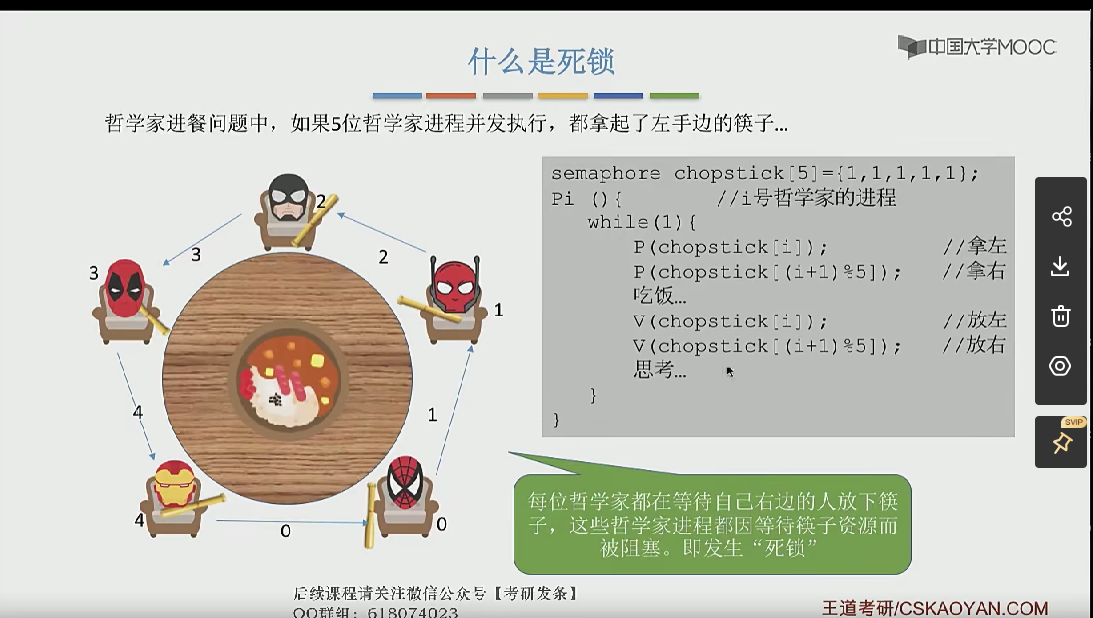 中国大学MOOC
什么是死锁
哲学家进餐问题中，如果5位哲学家进程并发执行，都拿起了左手边的筷子…
2
3
2
3
1
4
1
4
0
0
semaphore chopstick[5]={1,1,1,1,1};
Pi (){ //i号哲学家的进程
while(1){
P(chopstick[i]); //拿左
P(chopstick[(i+1)%5]); //拿右
吃饭…
V(chopstick[i]); //放左
V(chopstick[(i+1)%5]); //放右
思考…
}
}
SVIP
每位哲学家都在等待自己右边的人放下筷
子，这些哲学家进程都因等待筷子资源而
被阻塞。即发生“死锁”
后续课程请关注微信公众号【考研发条】
QQ群组：618074023
王道考研/CSKAOYAN.COM